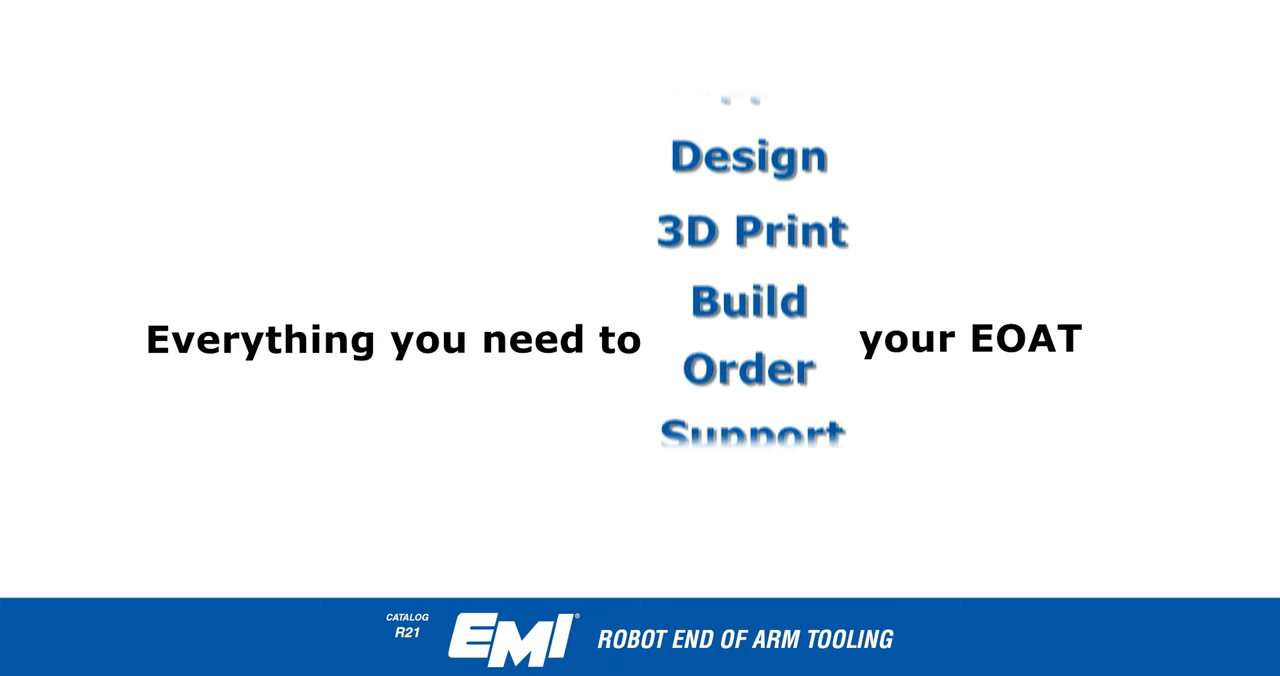 Design
3D Print
Build
Everything you need to
your EOAT
Order
Support
CATALOG
R21
EMI®
ROBOT END OF ARM TOOLING